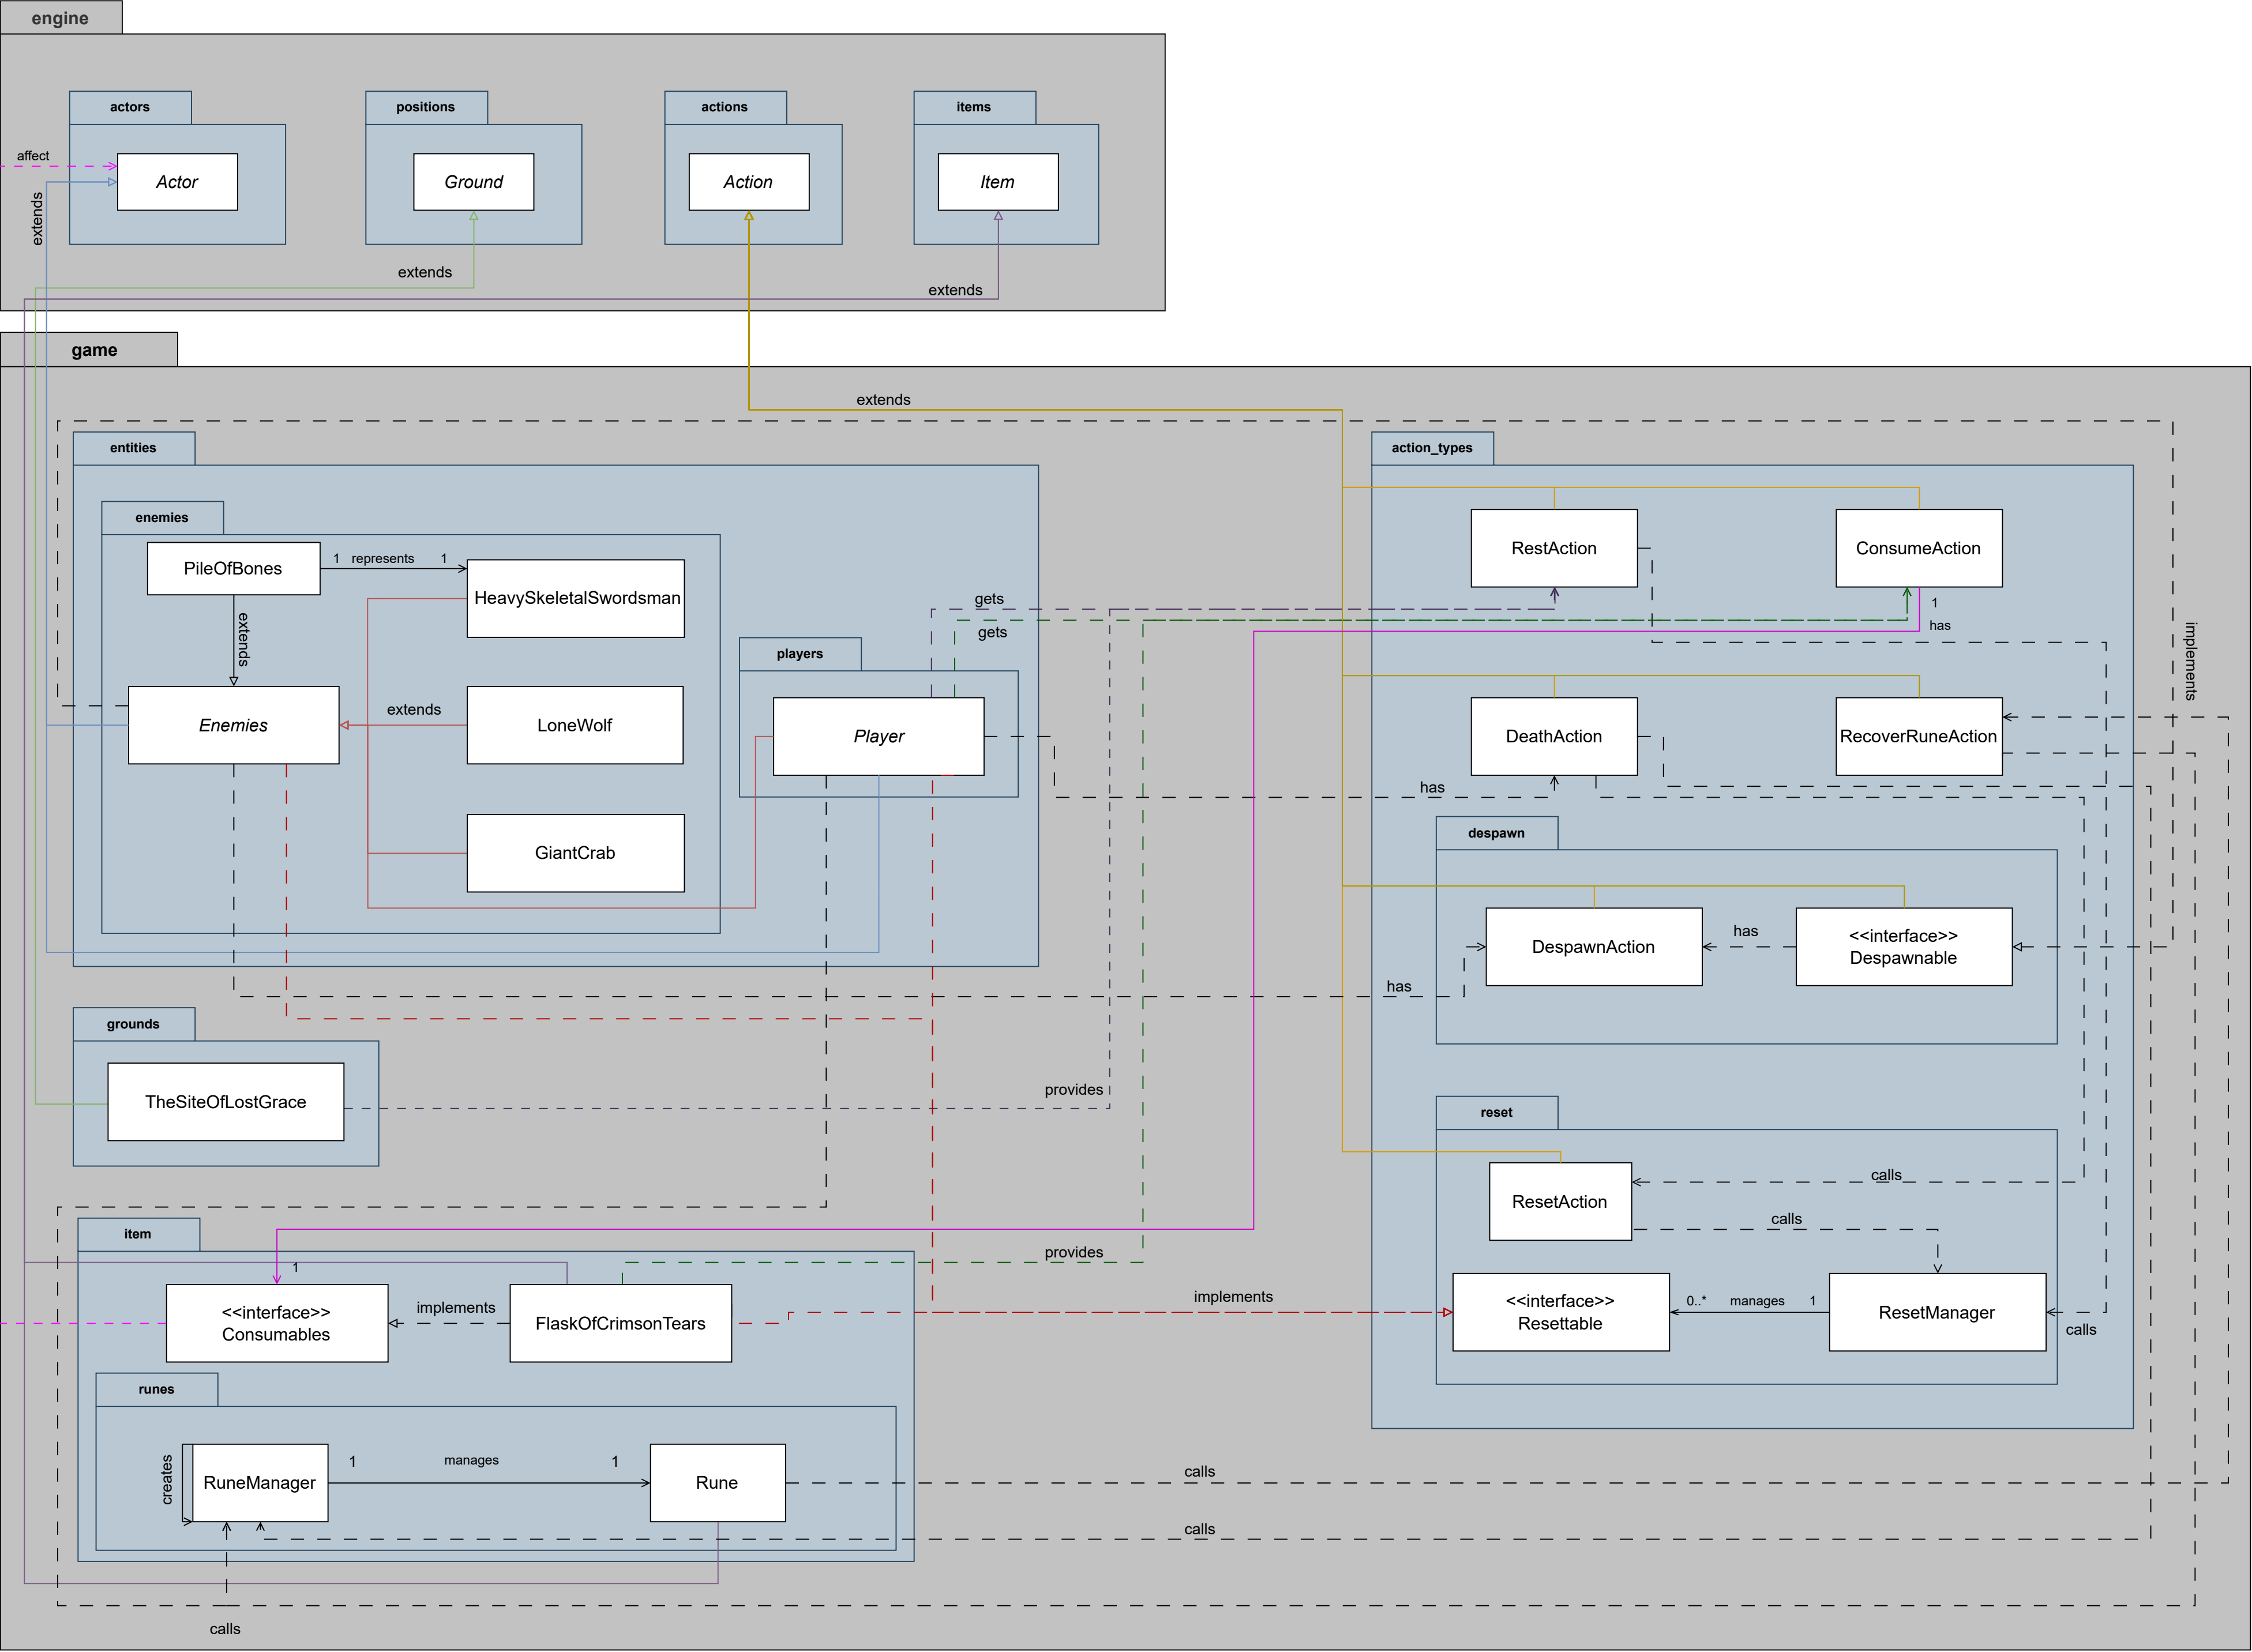 engine
actors
positions
actions
items
affect
Actor
Ground
Action
Item
extends
extends
extends
game
extends
entities
action_types
enemies
PileOfBones
1 represents 1
HeavySkeletalSwordsman
RestAction
ConsumeAction
gets
gets
1
has
extends
players
implements
Enemies
extends
LoneWolf
Player
DeathAction
RecoverRuneAction
has
GiantCrab
despawn
DespawnAction
has
<<interface>>
Despawnable
has
grounds
TheSiteOfLostGrace
provides
reset
calls
ResetAction
calls
item
provides
1
<<interface>>
Consumables
implements
FlaskOfCrimsonTears
implements
<<interface>>
Resettable
0..* manages 1
ResetManager
calls
runes
creates
RuneManager
1 manages 1
Rune
calls
calls
calls